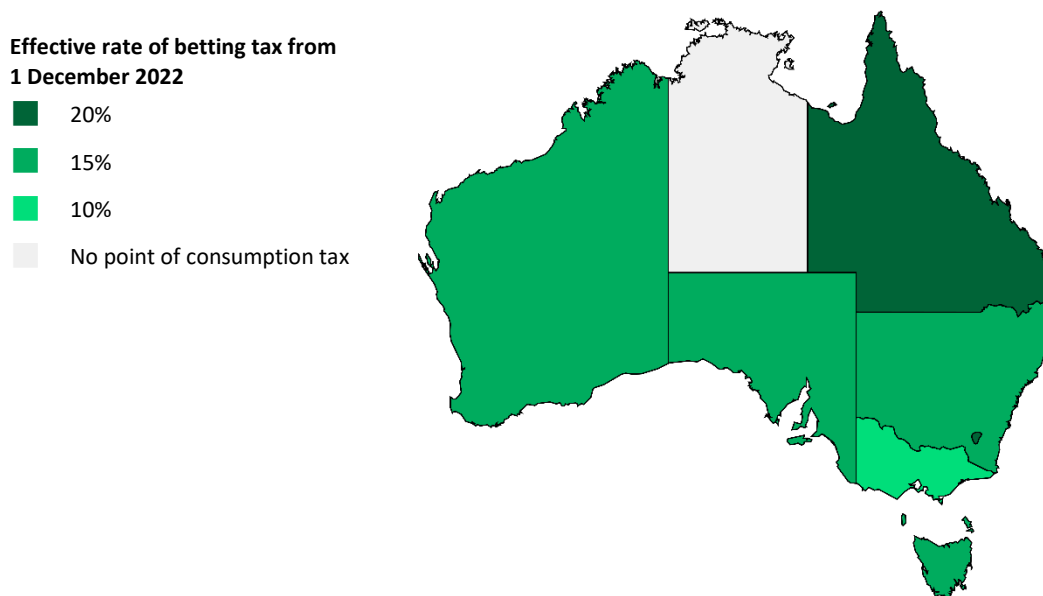 Effective rate of betting tax from
1 December 2022
20%
15%
10%
No point of consumption tax